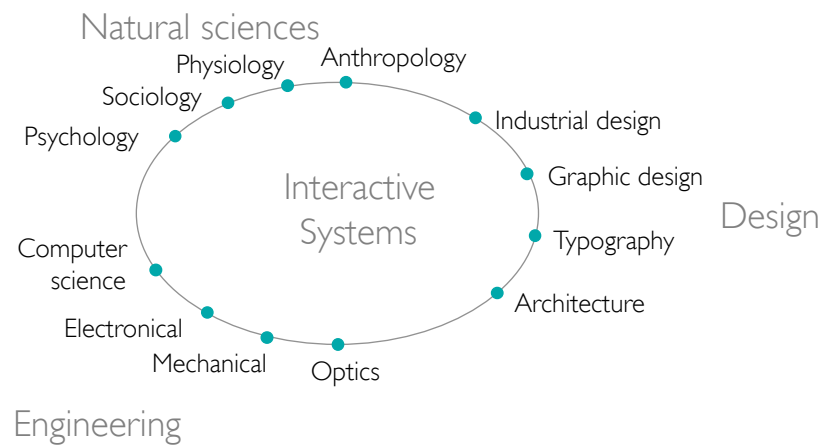 Natural sciences
Physiology
Anthropology
Sociology
Psychology
Industrial design
Graphic design
Interactive
Systems
Design
Typography
Computer
science
Architecture
Electronical
Mechanical
Optics
Engineering